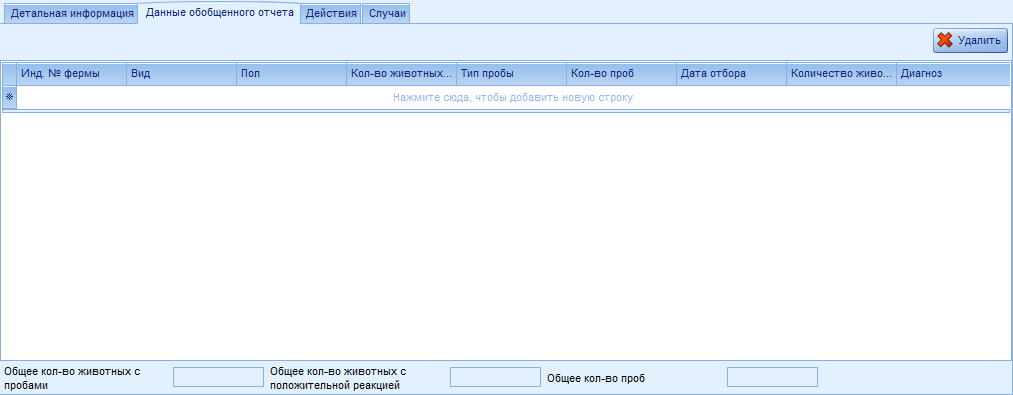 Детальная информация Данные обобщенного отчета Действия Случаи
Удалить
Инд. № фермы Вид Пол Кол-во животных... Тип пробы Кол-во проб Дата отбора Количество живо... Диагноз
Нажмите сюда, чтобы добавить новую строку
Общее кол-во животных с
пробами
Общее кол-во животных с
положительной реакцией
Общее кол-во проб